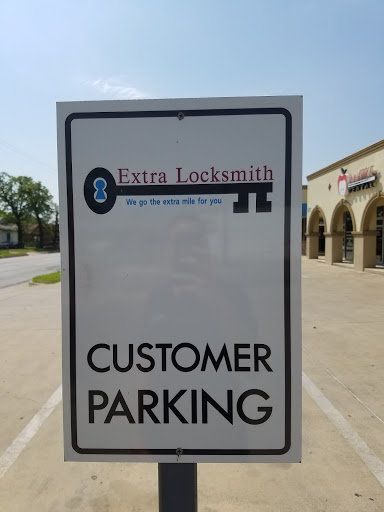 Extra Locksmith
We go the extra mile for you
CUSTOMER
PARKING